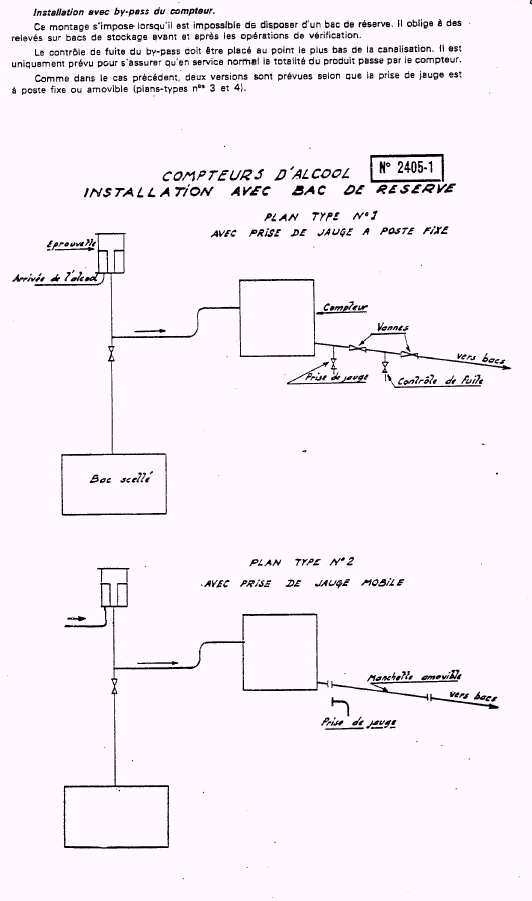 Installation avec by-pass du compteur.
Ce montage s'impose lorsqu'il est impossible de disposer d'un bac de réserve. Il oblige à des
relevés sur bacs de stockage avant et après les opérations de vérification.
Le contrôle de fuite du by-pass doit être placé au point le plus bas de la canalisation. Il est
uniquement prévu pour s'assurer qu'en service normal la totalité du produit passe par le compteur.
Comme dans le cas précédent, deux versions sont prévues selon que la prise de jauge est
à poste fixe ou amovible (plans-types nos 3 et 4).
COMPTEURS D'ALCOOL
N° 2405-1
INSTALLATION AVEC BAC DE RESERVE
PLAN TYPE N°1
AVEC PRISE DE JAUGE A POSTE FIXE
Eprouvette
Arrivée de l'alcool
Compteur
Vannes
vers bacs
Prise de jauge
Contrôle de fuite
Bac scellé
PLAN TYPE N°2
AVEC PRISE DE JAUGE MOBILE
Manchette amovible
vers bacs
Prise de jauge